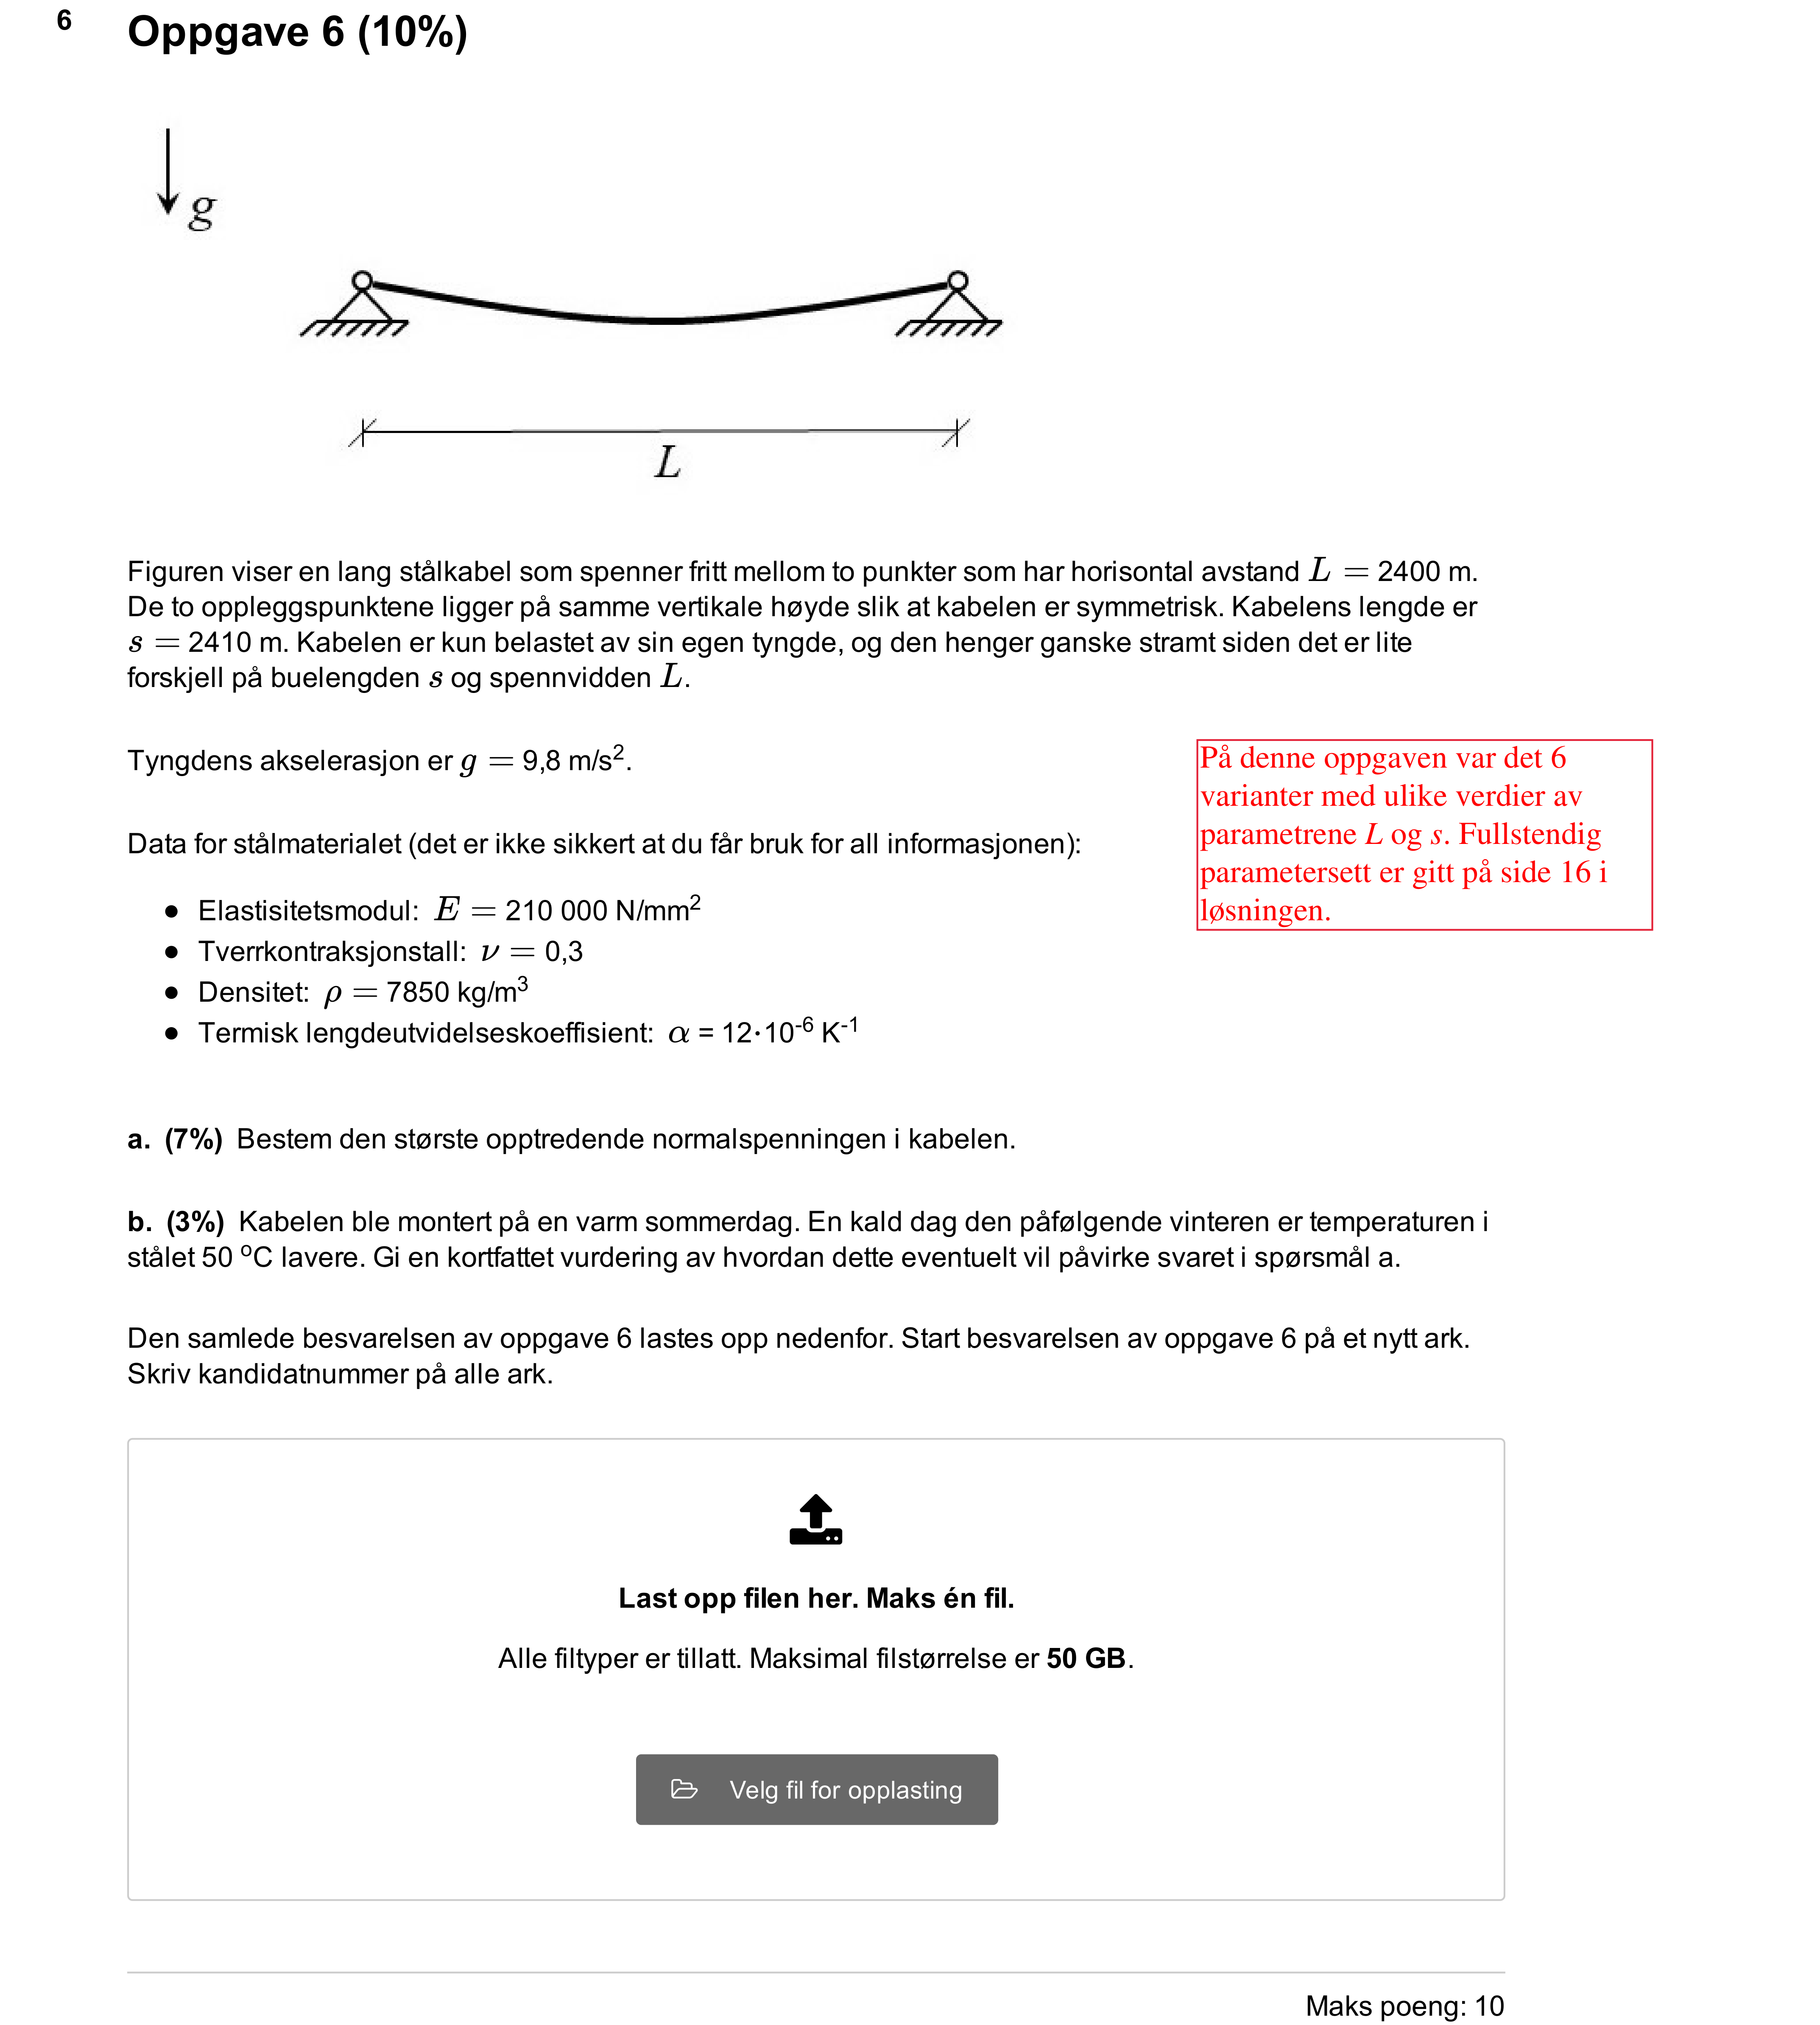 6
Oppgave 6 (10%)
g
L
Figuren viser en lang stålkabel som spenner fritt mellom to punkter som har horisontal avstand L = 2400 m.
De to oppleggspunktene ligger på samme vertikale høyde slik at kabelen er symmetrisk. Kabelens lengde er
s = 2410 m. Kabelen er kun belastet av sin egen tyngde, og den henger ganske stramt siden det er lite
forskjell på buelengden s og spennvidden L.
Tyngdens akselerasjon er g = 9,8 m/s².
På denne oppgaven var det 6
varianter med ulike verdier av
parametrene L og s. Fullstendig
parametersett er gitt på side 16 i
løsningen.
Data for stålmaterialet (det er ikke sikkert at du får bruk for all informasjonen):
● Elastisitetsmodul: E = 210 000 N/mm²
● Tverrkontraksjonstall: ν = 0,3
● Densitet: ρ = 7850 kg/m³
● Termisk lengdeutvidelseskoeffisient: α = 12·10⁻⁶ K⁻¹
a. (7%) Bestem den største opptredende normalspenningen i kabelen.
b. (3%) Kabelen ble montert på en varm sommerdag. En kald dag den påfølgende vinteren er temperaturen i
stålet 50 ºC lavere. Gi en kortfattet vurdering av hvordan dette eventuelt vil påvirke svaret i spørsmål a.
Den samlede besvarelsen av oppgave 6 lastes opp nedenfor. Start besvarelsen av oppgave 6 på et nytt ark.
Skriv kandidatnummer på alle ark.
Last opp filen her. Maks én fil.
Alle filtyper er tillatt. Maksimal filstørrelse er 50 GB.
Velg fil for opplasting
Maks poeng: 10